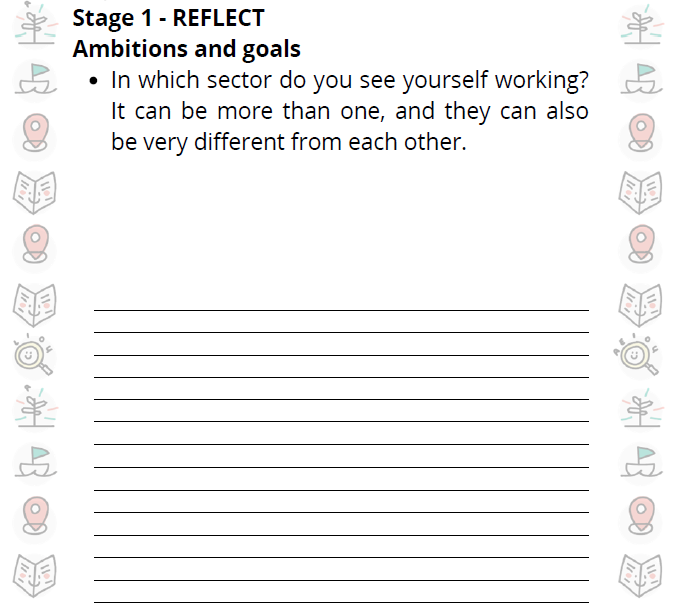 Stage 1 - REFLECT
Ambitions and goals
• In which sector do you see yourself working?
It can be more than one, and they can also
be very different from each other.